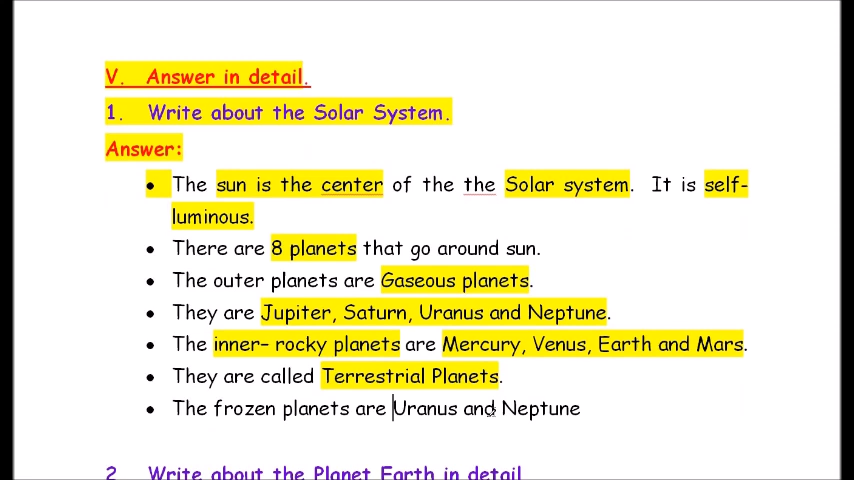 V. Answer in detail.
1. Write about the Solar System.
Answer:
• The sun is the center of the the Solar system. It is self-
luminous.
• There are 8 planets that go around sun.
• The outer planets are Gaseous planets.
• They are Jupiter, Saturn, Uranus and Neptune.
• The inner– rocky planets are Mercury, Venus, Earth and Mars.
• They are called Terrestrial Planets.
• The frozen planets are Uranus and Neptune
2 Write about the Planet Earth in detail